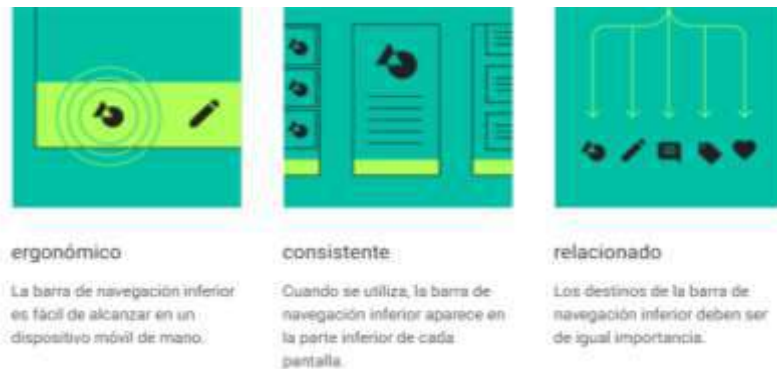 ergonómico
La barra de navegación inferior
es fácil de alcanzar en un
dispositivo móvil de mano.
consistente
Cuando se utiliza, la barra de
navegación inferior aparece en
la parte inferior de cada
pantalla.
relacionado
Los destinos de la barra de
navegación inferior deben ser
de igual importancia.